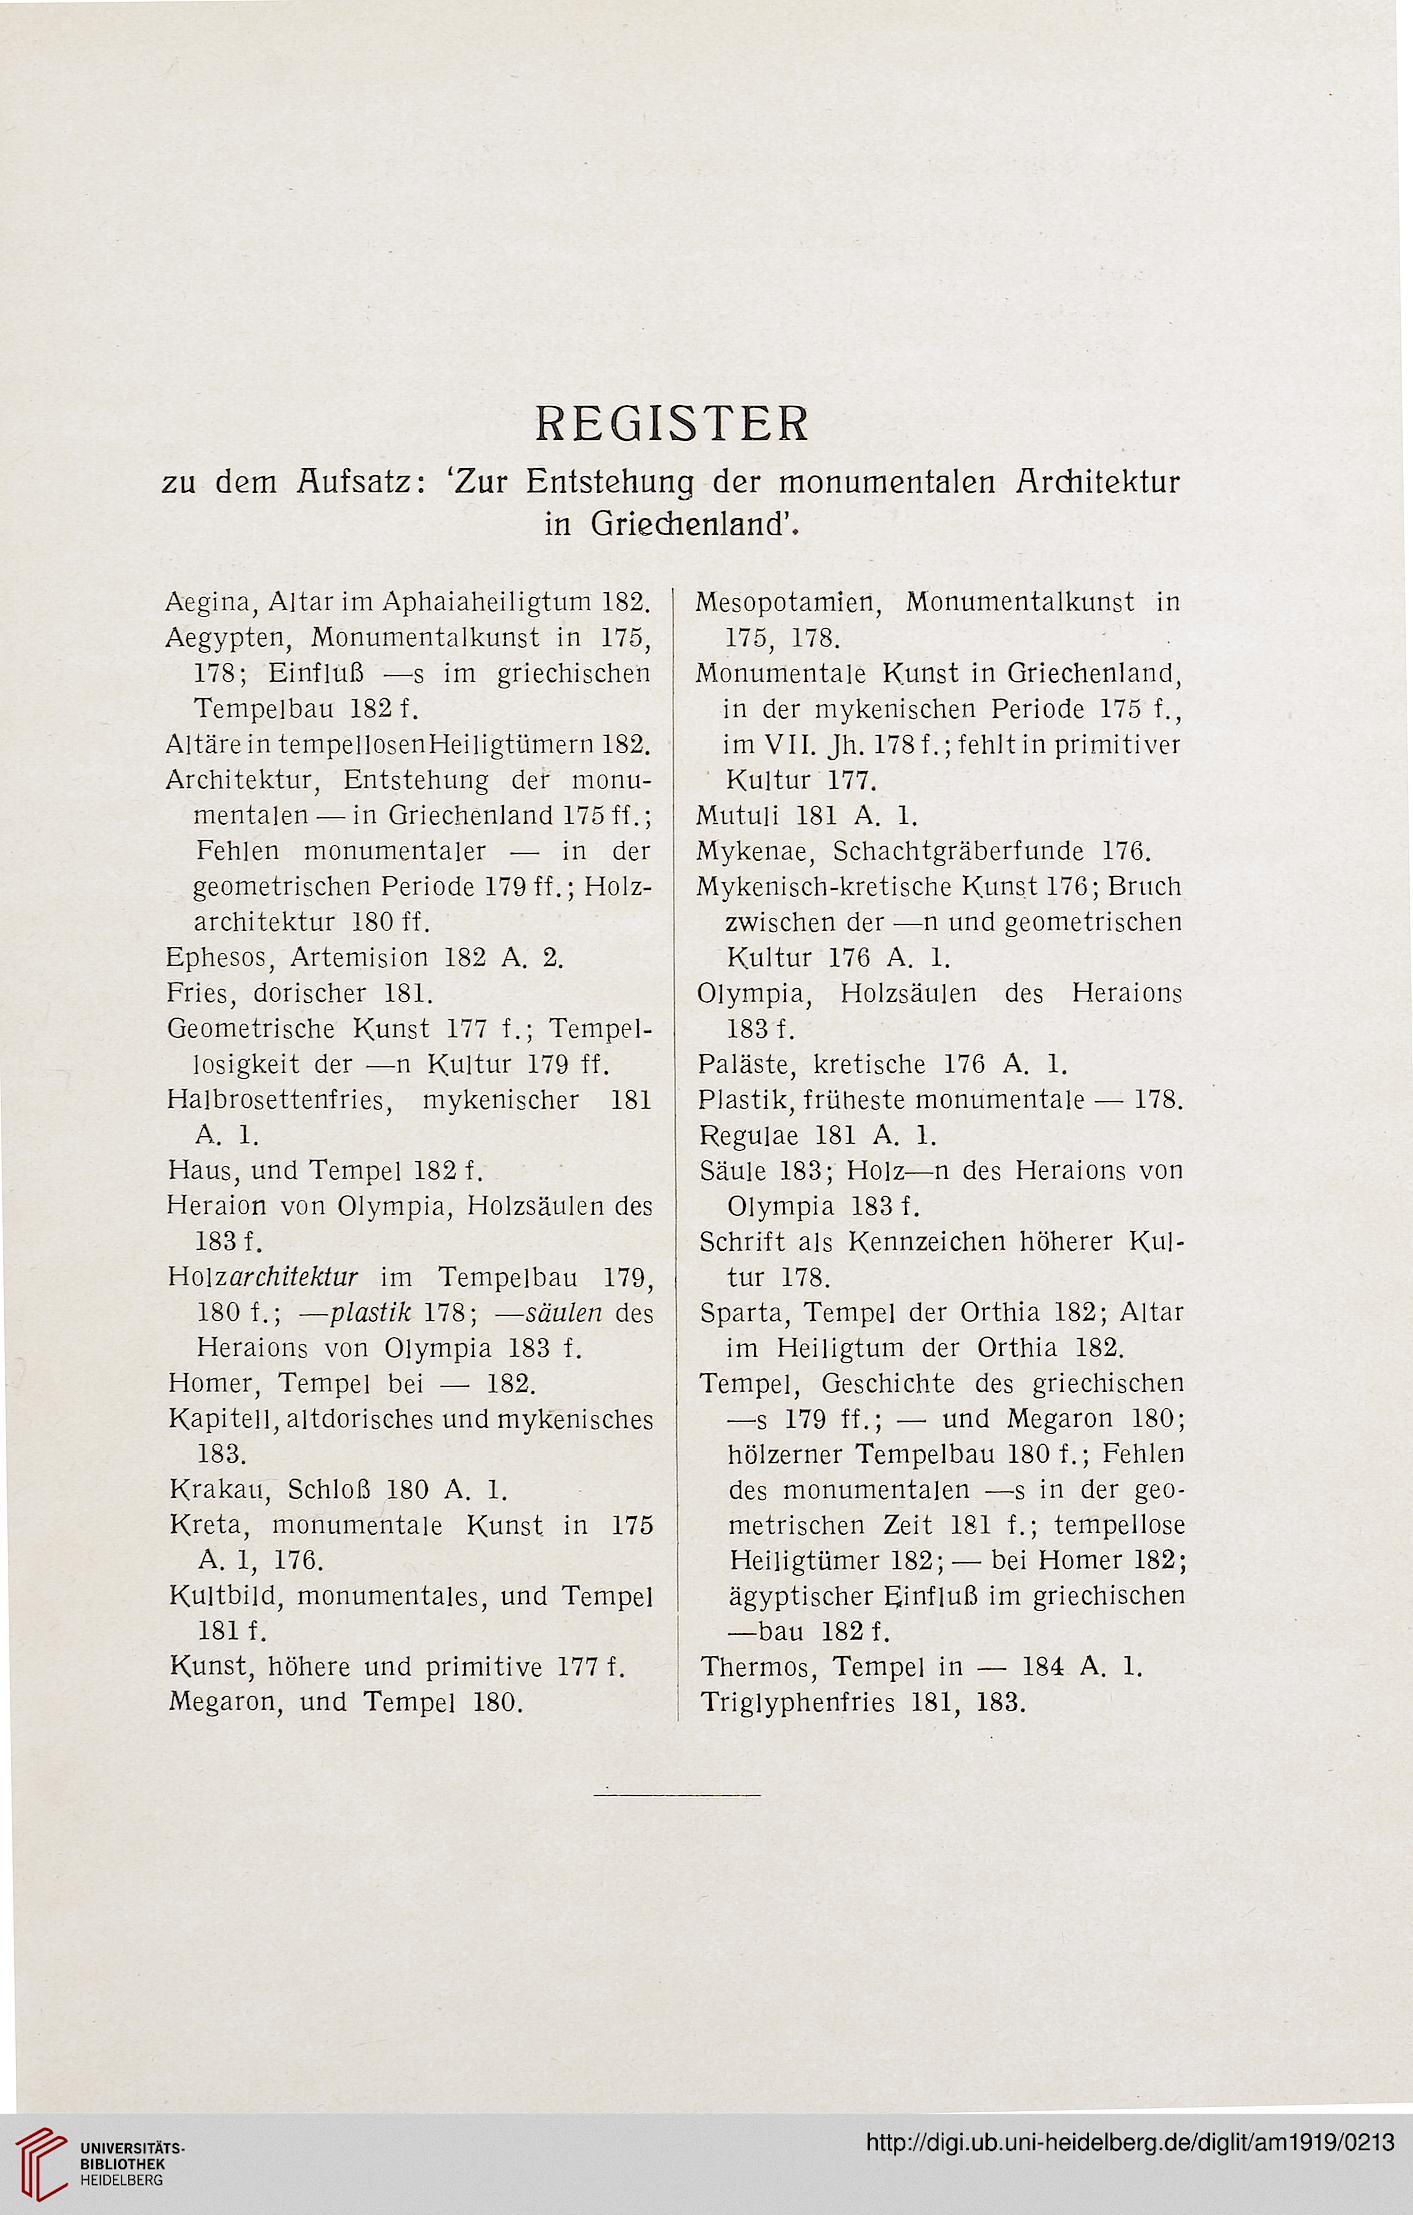 REGISTER
zu dem Aufsatz: ‘Zur Entstehung der monumentalen Architektur
in Griechenland’.
Aegina, Altar im Aphaiaheiligtum 182.
Aegypten, Monumentalkunst in 175,
178; Einfluß —s im griechischen
Tempelbau 182 f.
Altäre in tempellosen Heiligtümern 182.
Architektur, Entstehung der monu-
mentalen — in Griechenland 175 ff.;
Fehlen monumentaler — in der
geometrischen Periode 179 ff.; Holz-
architektur 180 ff.
Ephesos, Artemision 182 A. 2.
Fries, dorischer 181.
Geometrische Kunst 177 f.; Tempel-
losigkeit der —n Kultur 179 ff.
Halbrosettenfries, mykenischer 181
A. 1.
Haus, und Tempel 182 f.
Heraion von Olympia, Holzsäulen des
183 f.
Holzarchitektur im Tempelbau 179,
180 f.; —plastik 178; —säulen des
Heraions von Olympia 183 f.
Homer, Tempel bei — 182.
Kapitell, altdorisches und mykenisches
183.
Krakau, Schloß 180 A. 1.
Kreta, monumentale Kunst in 175
A. 1, 176.
Kultbild, monumentales, und Tempel
181 f.
Kunst, höhere und primitive 177 f.
Megaron, und Tempel 180.
Mesopotamien, Monumentalkunst in
175, 178.
Monumentale Kunst in Griechenland,
in der mykenischen Periode 175 f.,
im VII. Jh. 178 f.; fehlt in primitiver
Kultur 177.
Mutuli 181 A. 1.
Mykenae, Schachtgräberfunde 176.
Mykenisch-kretische Kunst 176; Bruch
zwischen der —n und geometrischen
Kultur 176 A. 1.
Olympia, Holzsäulen des Heraions
183 f.
Paläste, kretische 176 A. 1.
Plastik, früheste monumentale — 178.
Regulae 181 A. 1.
Säule 183; Holz—n des Heraions von
Olympia 183 f.
Schrift als Kennzeichen höherer Kul-
tur 178.
Sparta, Tempel der Orthia 182; Altar
im Heiligtum der Orthia 182.
Tempel, Geschichte des griechischen
—s 179 ff.; — und Megaron 180;
hölzerner Tempelbau 180 f.; Fehlen
des monumentalen —s in der geo-
metrischen Zeit 181 f.; tempellose
Heiligtümer 182; — bei Homer 182;
ägyptischer Einfluß im griechischen
—bau 182 f.
Thermos, Tempel in — 184 A. 1.
Triglyphenfries 181, 183.
UNIVERSITÄTS-
BIBLIOTHEK
HEIDELBERG
http://digi.ub.uni-heidelberg.de/diglit/am1919/0213